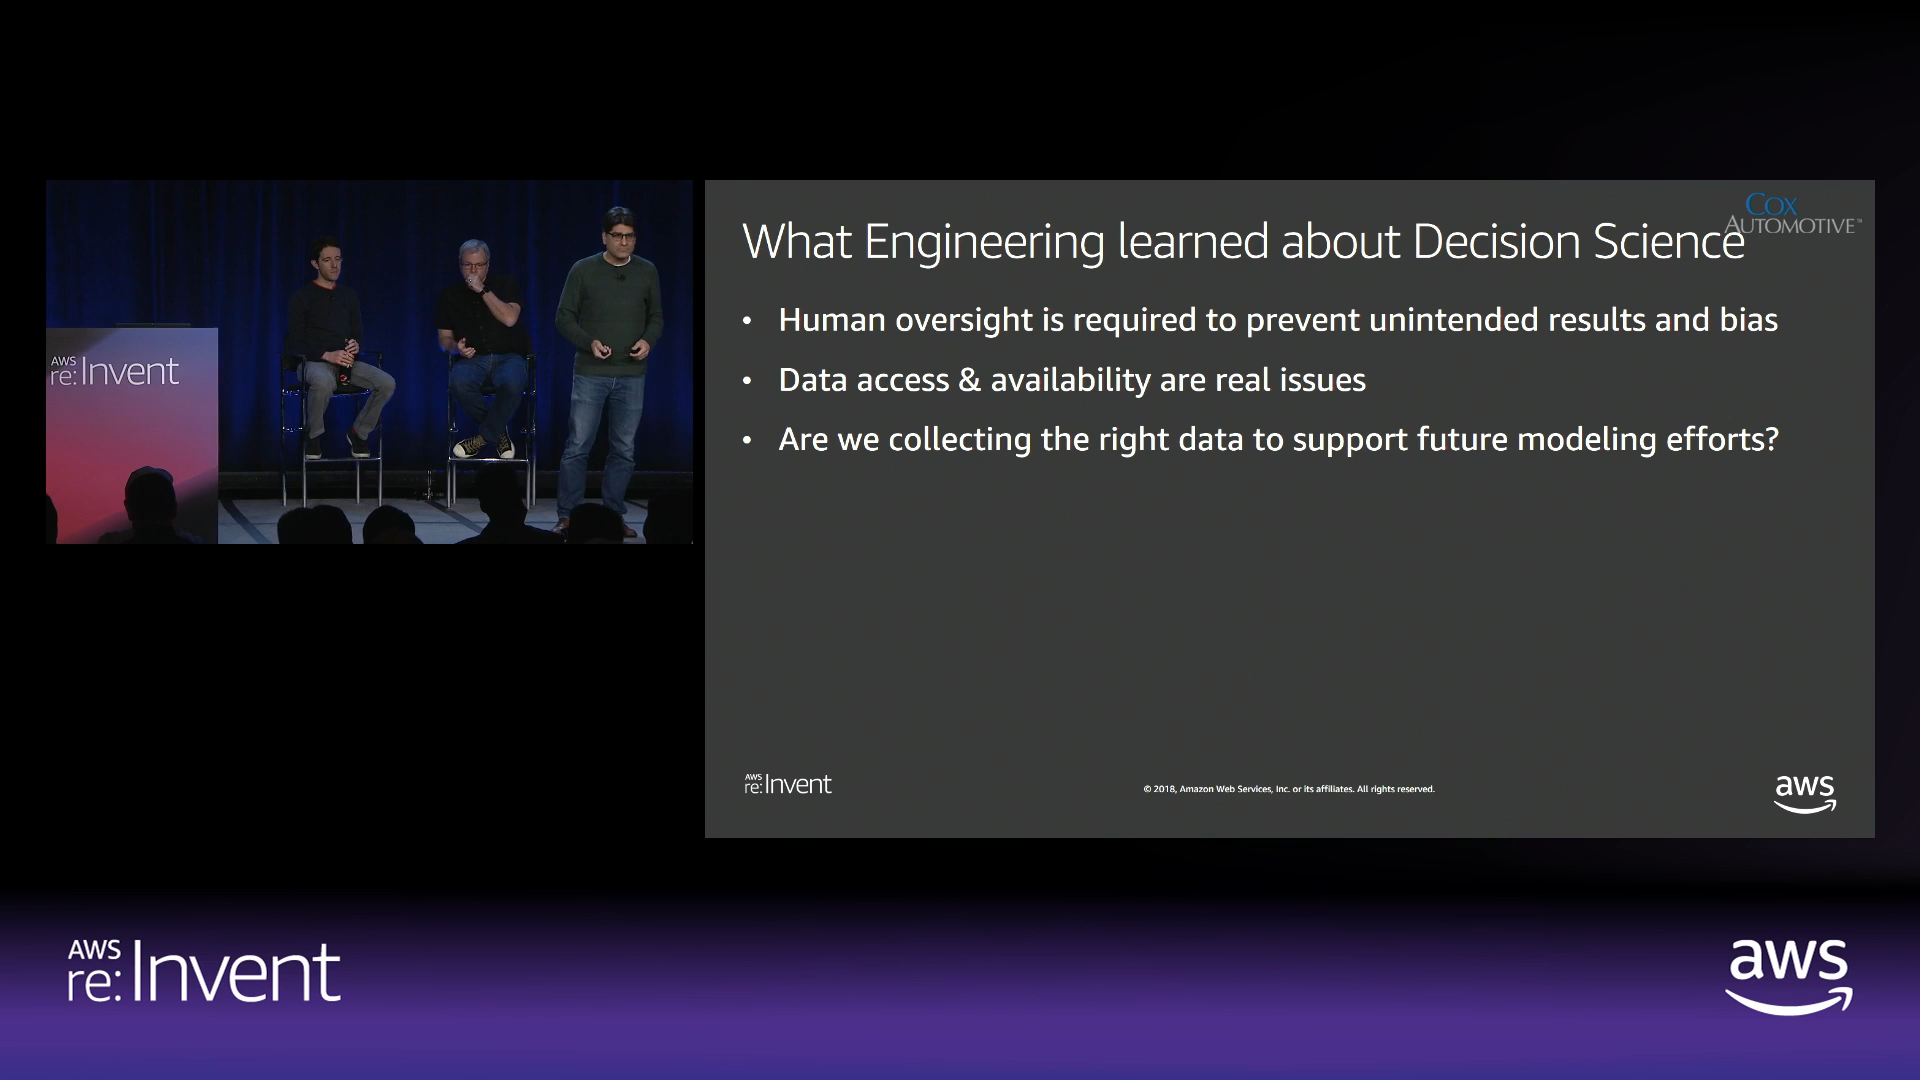 AWS
re:Invent
COX
AUTOMOTIVE™
What Engineering learned about Decision Science
• Human oversight is required to prevent unintended results and bias
• Data access & availability are real issues
• Are we collecting the right data to support future modeling efforts?
AWS
re:Invent
© 2018, Amazon Web Services, Inc. or its affiliates. All rights reserved.
aws
AWS
re:Invent
aws